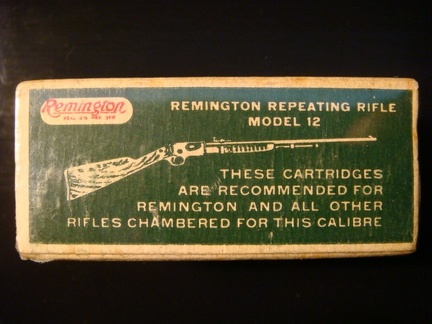 Remington
REMINGTON REPEATING RIFLE
MODEL 12
THESE CARTRIDGES
ARE RECOMMENDED FOR
REMINGTON AND ALL OTHER
RIFLES CHAMBERED FOR THIS CALIBRE